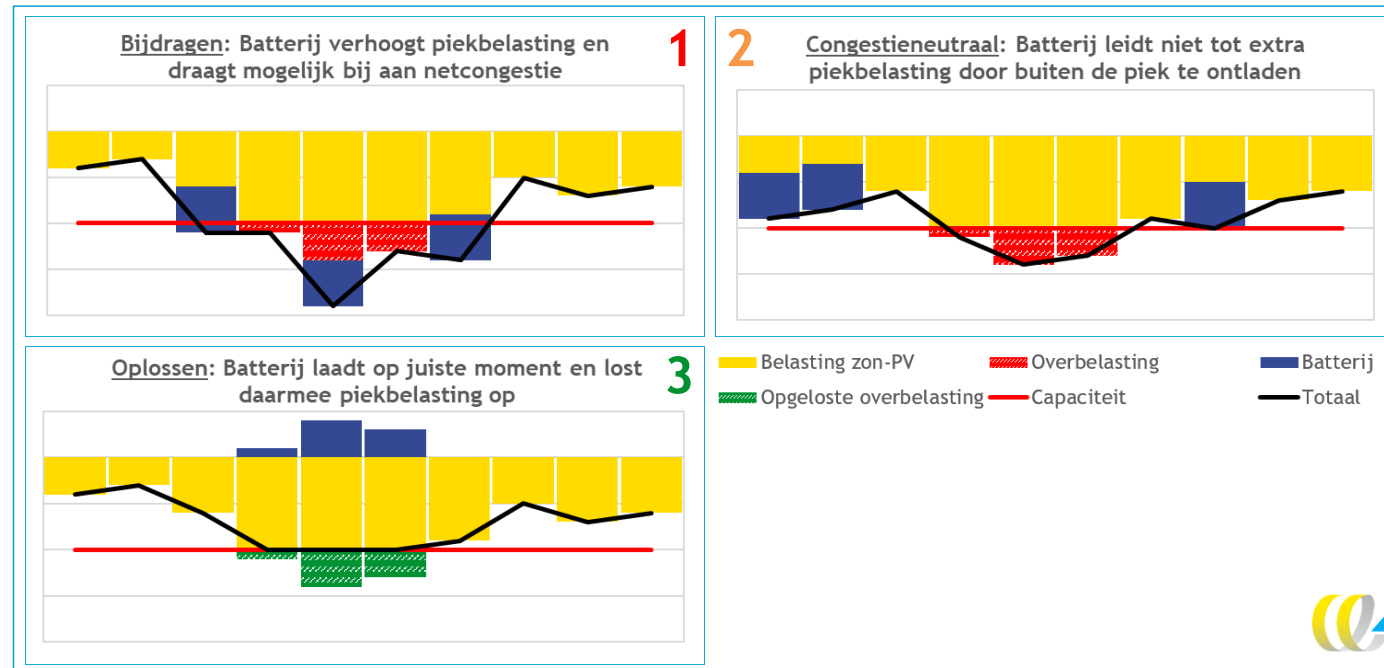 Bijdragen: Batterij verhoogt piekbelasting en
draagt mogelijk bij aan netcongestie
1
2
Congestieneutraal: Batterij leidt niet tot extra
piekbelasting door buiten de piek te ontladen
Oplossen: Batterij laadt op juiste moment en lost
daarmee piekbelasting op
3
Belasting zon-PV
Overbelasting
Batterij
Opgeloste overbelasting
Capaciteit
Totaal